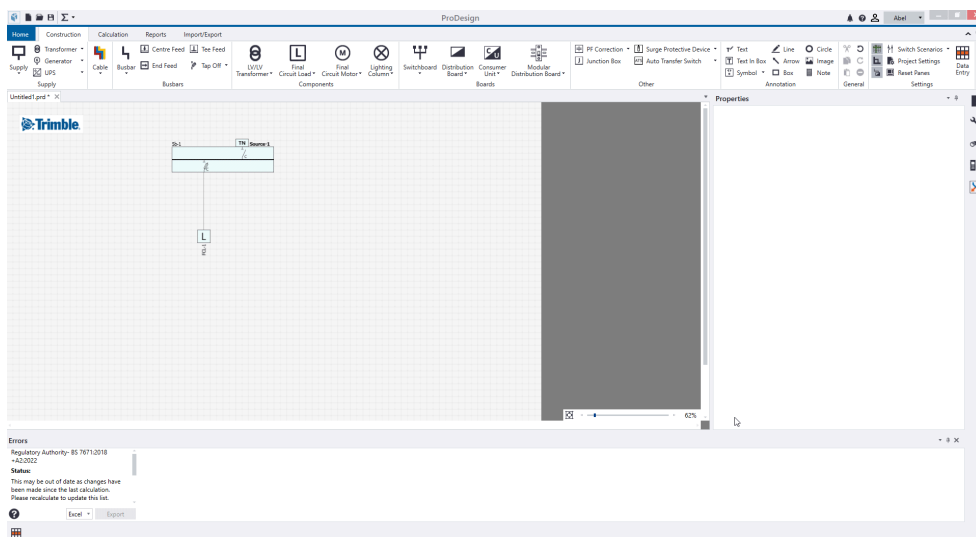 ProDesign
Abel
Home Construction Calculation Reports Import/Export
Supply
Transformer
Generator
UPS
Supply
Cable
Busbar
Centre Feed Tee Feed
End Feed Tap Off
Busbars
LV/LV Transformer
Final Circuit Load
Final Circuit Motor
Lighting Column
Components
Switchboard
Distribution Board
Consumer Unit
Modular Distribution Board
Boards
PF Correction Surge Protective Device
Junction Box Auto Transfer Switch
Other
Text Line Circle
Text In Box Arrow Image
Symbol Box Note
Annotation
General
Switch Scenarios
Project Settings
Reset Panes
Data Entry
Settings
Untitled1.prd *
Properties
Trimble
Sb-1
TN Source-1
L
FCL-1
62%
Errors
Regulatory Authority- BS 7671:2018
+A2:2022
Status:
This may be out of date as changes have
been made since the last calculation.
Please recalculate to update this list.
Excel Export